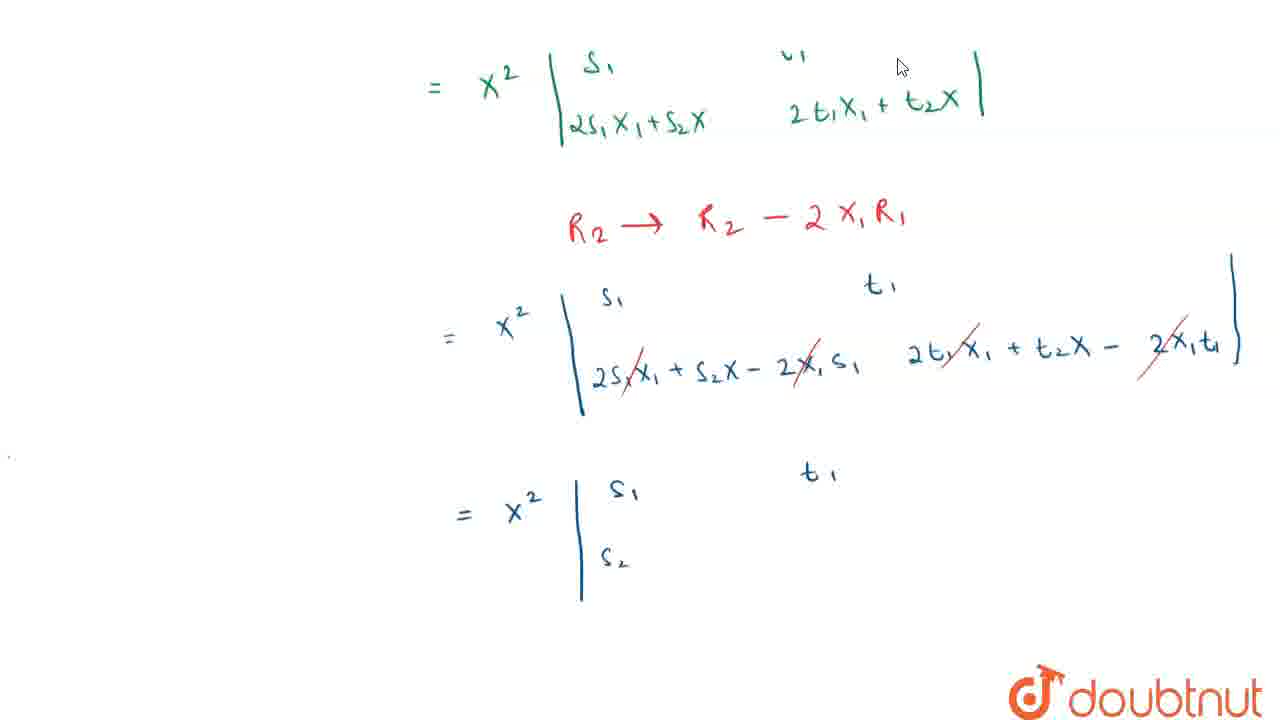 = X² | S₁
2S₁X₁ + S₂X 2t₁X₁ + t₂X |
R₂ → R₂ − 2X₁R₁
= X² | S₁ t₁ |
2S₁X₁ + S₂X − 2X₁S₁ 2t₁X₁ + t₂X − 2X₁t₁
= X² | S₁ t₁
S₂
doubtnut